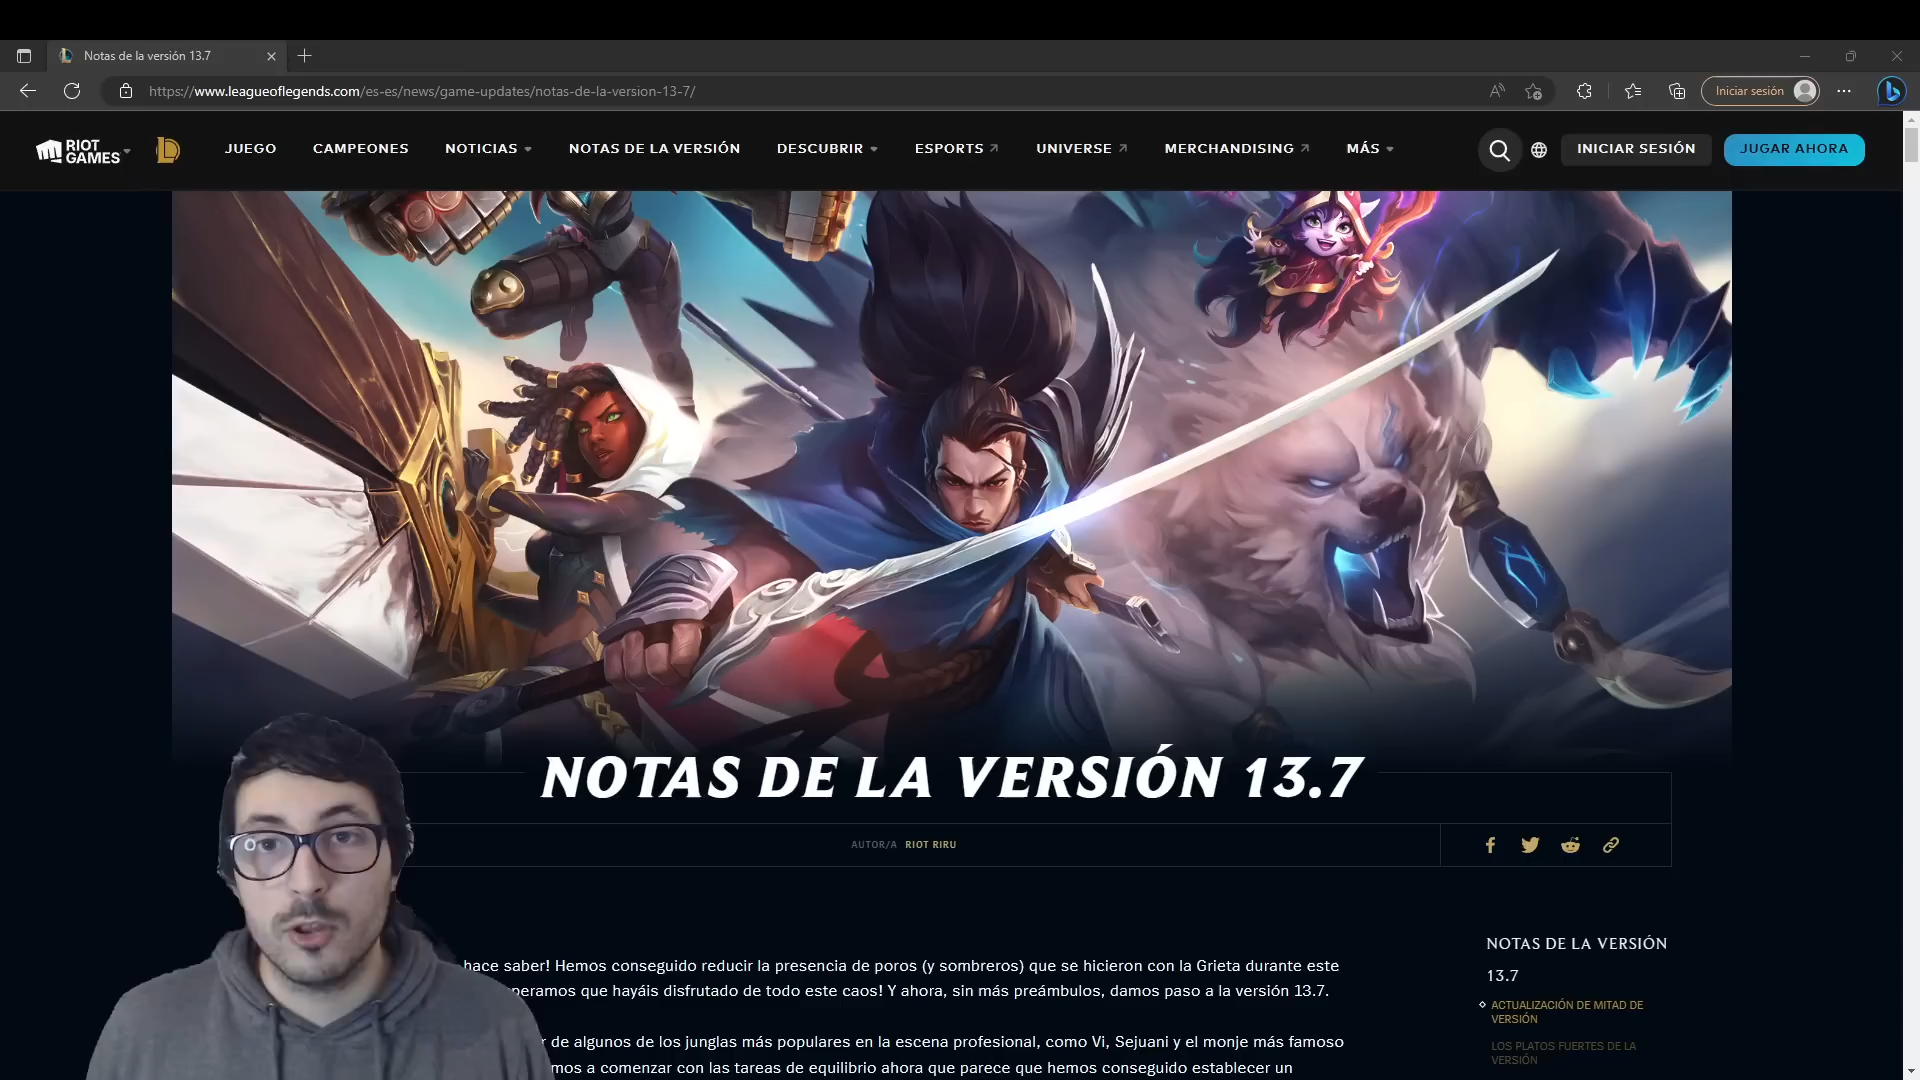 Notas de la versión 13.7
https://www.leagueoflegends.com/es-es/news/game-updates/notas-de-la-version-13-7/
Iniciar sesión
RIOT GAMES
JUEGO
CAMPEONES
NOTICIAS
NOTAS DE LA VERSIÓN
DESCUBRIR
ESPORTS
UNIVERSE
MERCHANDISING
MÁS
INICIAR SESIÓN
JUGAR AHORA
NOTAS DE LA VERSIÓN 13.7
AUTOR/A RIOT RIRU
hace saber! Hemos conseguido reducir la presencia de poros (y sombreros) que se hicieron con la Grieta durante este
peramos que hayáis disfrutado de todo este caos! Y ahora, sin más preámbulos, damos paso a la versión 13.7.
r de algunos de los junglas más populares en la escena profesional, como Vi, Sejuani y el monje más famoso
mos a comenzar con las tareas de equilibrio ahora que parece que hemos conseguido establecer un
NOTAS DE LA VERSIÓN
13.7
ACTUALIZACIÓN DE MITAD DE
VERSIÓN
LOS PLATOS FUERTES DE LA
VERSIÓN